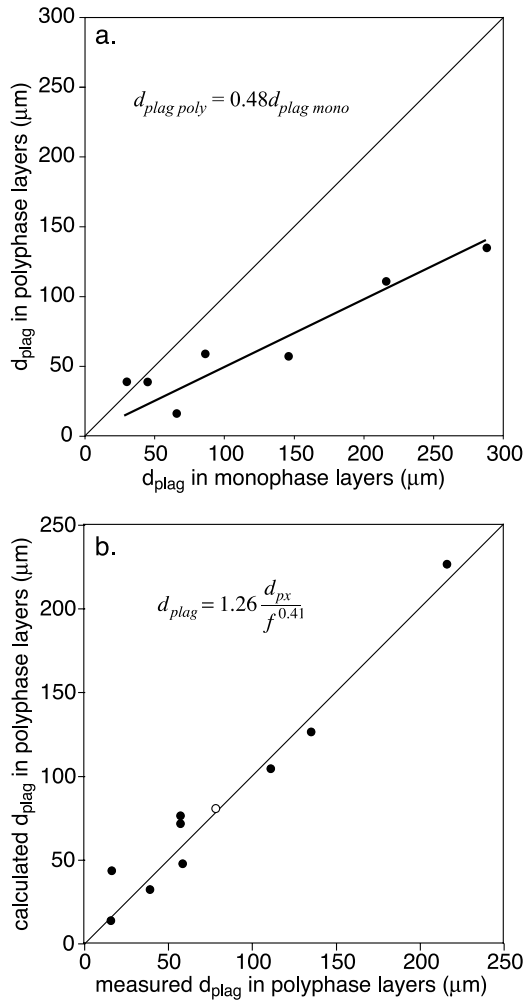 a.
d_plag poly = 0.48d_plag mono
300
250
200
150
100
50
0
d_plag in polyphase layers (μm)
0 50 100 150 200 250 300
d_plag in monophase layers (μm)
b.
d_plag = 1.26 d_px / f^0.41
250
200
150
100
50
0
calculated d_plag in polyphase layers (μm)
0 50 100 150 200 250
measured d_plag in polyphase layers (μm)